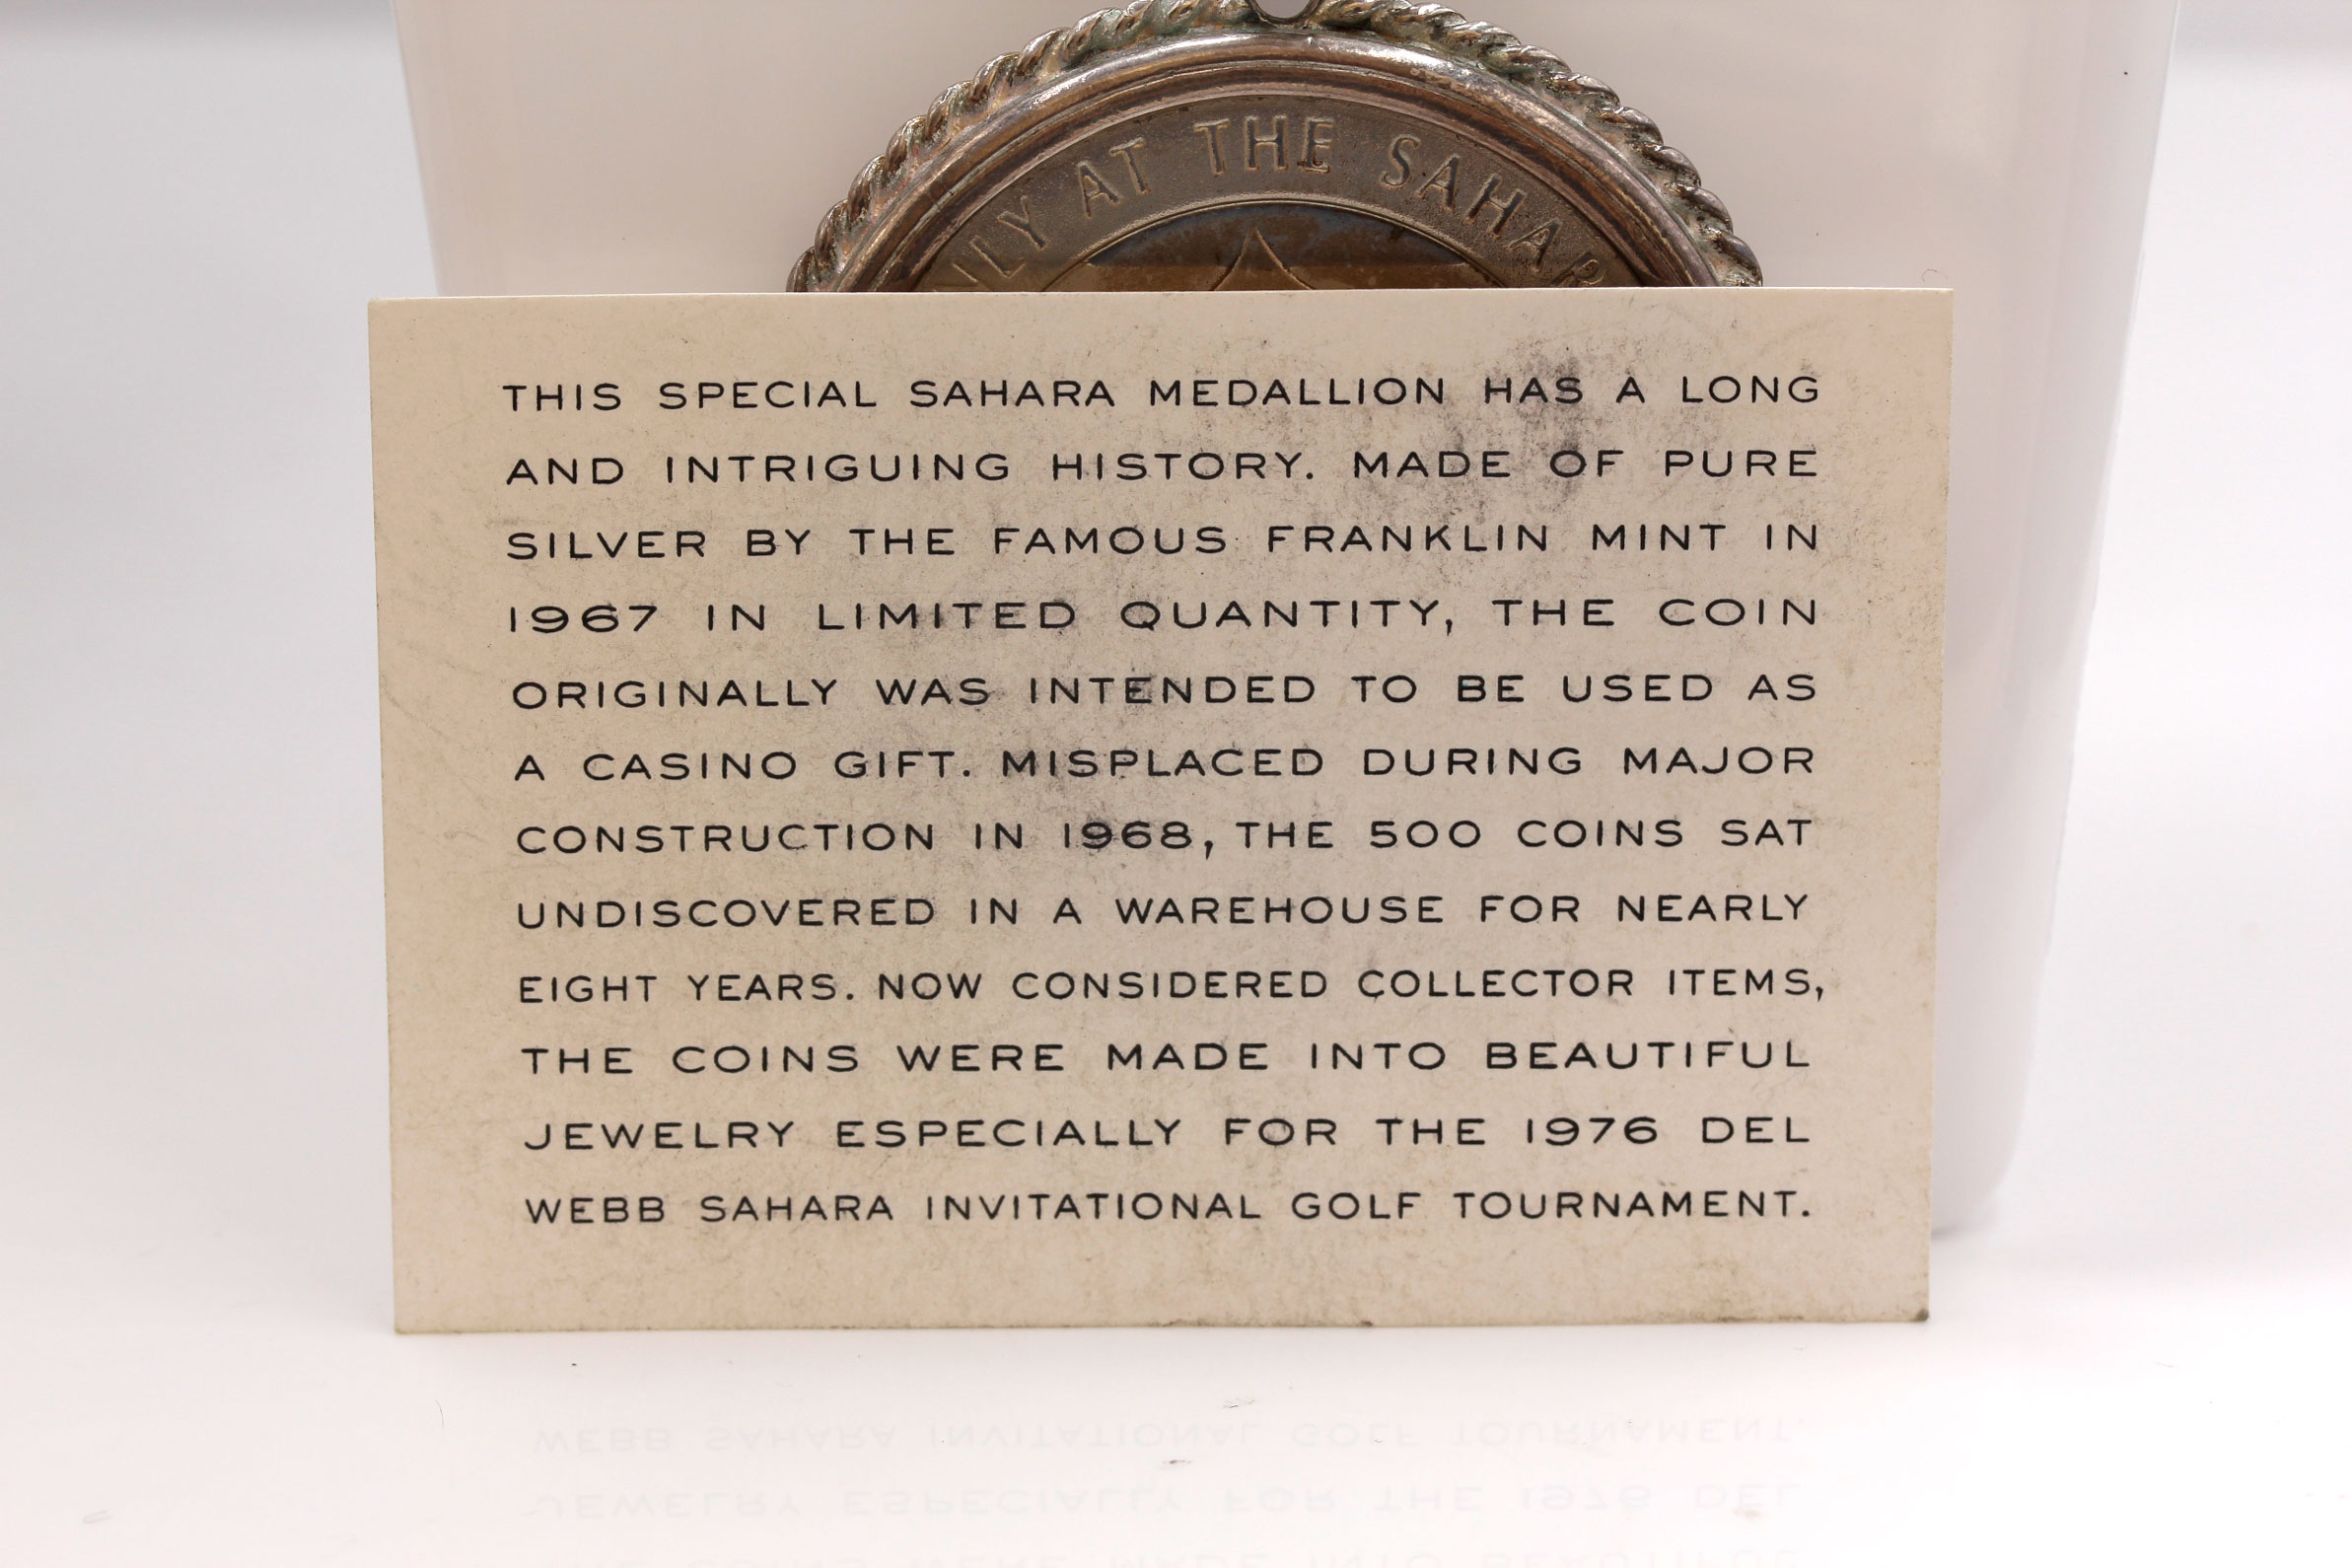 AT THE SAHAR
THIS SPECIAL SAHARA MEDALLION HAS A LONG
AND INTRIGUING HISTORY. MADE OF PURE
SILVER BY THE FAMOUS FRANKLIN MINT IN
1967 IN LIMITED QUANTITY, THE COIN
ORIGINALLY WAS INTENDED TO BE USED AS
A CASINO GIFT. MISPLACED DURING MAJOR
CONSTRUCTION IN 1968, THE 500 COINS SAT
UNDISCOVERED IN A WAREHOUSE FOR NEARLY
EIGHT YEARS. NOW CONSIDERED COLLECTOR ITEMS,
THE COINS WERE MADE INTO BEAUTIFUL
JEWELRY ESPECIALLY FOR THE 1976 DEL
WEBB SAHARA INVITATIONAL GOLF TOURNAMENT.